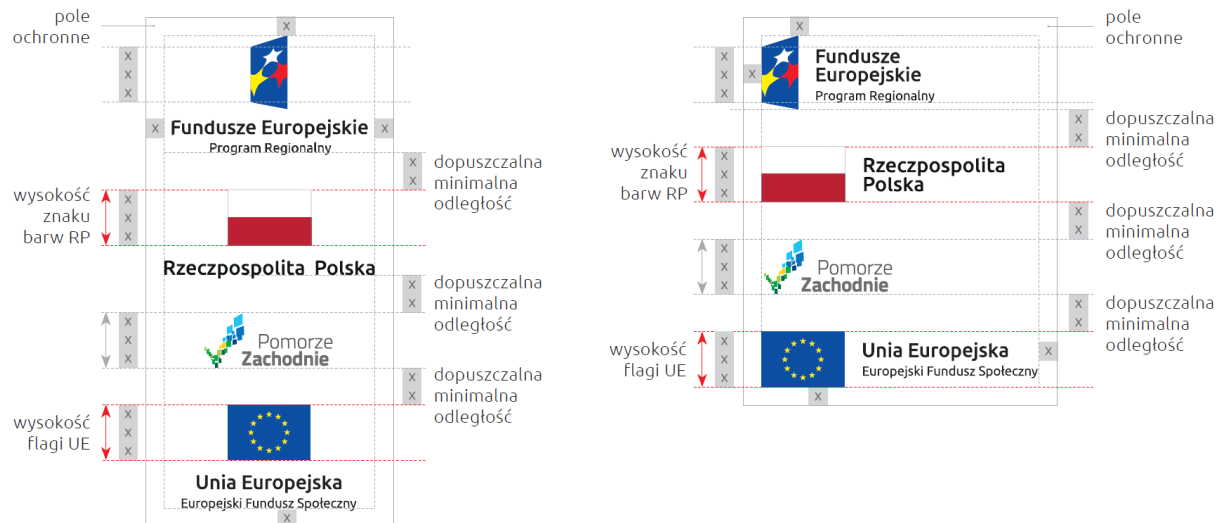 pole
ochronne
x
x
x
x
x
x
Fundusze Europejskie
Program Regionalny
x
x
dopuszczalna
minimalna
odległość
wysokość
znaku
barw RP
x
x
x
Rzeczpospolita Polska
x
x
dopuszczalna
minimalna
odległość
x
x
x
Pomorze
Zachodnie
x
x
dopuszczalna
minimalna
odległość
wysokość
flagi UE
x
x
x
Unia Europejska
Europejski Fundusz Społeczny
x
x
pole
ochronne
x
x
x
x
Fundusze
Europejskie
Program Regionalny
x
x
dopuszczalna
minimalna
odległość
wysokość
znaku
barw RP
x
x
x
Rzeczpospolita
Polska
x
x
dopuszczalna
minimalna
odległość
x
x
x
Pomorze
Zachodnie
x
x
dopuszczalna
minimalna
odległość
wysokość
flagi UE
x
x
x
Unia Europejska
Europejski Fundusz Społeczny
x
x